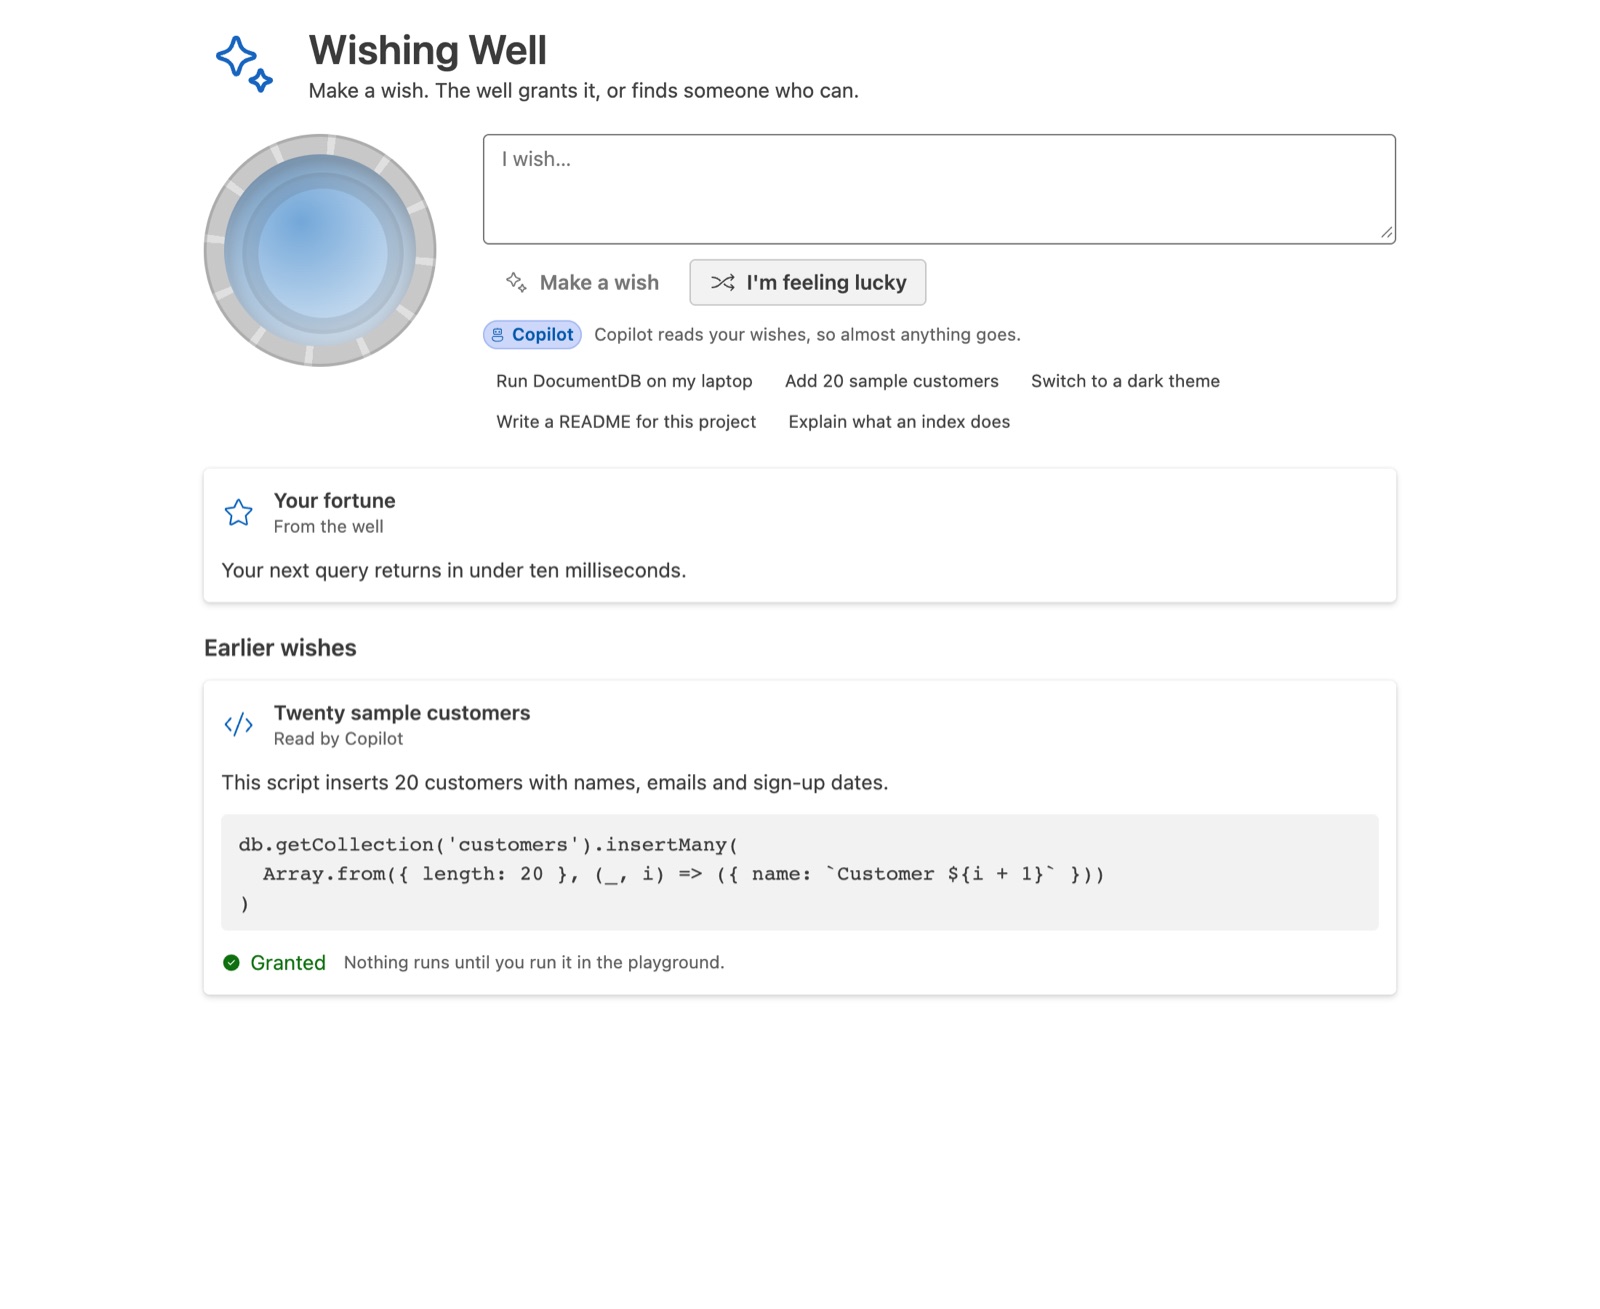 Wishing Well
Make a wish. The well grants it, or finds someone who can.
I wish...
Make a wish
I'm feeling lucky
Copilot
Copilot reads your wishes, so almost anything goes.
Run DocumentDB on my laptop
Add 20 sample customers
Switch to a dark theme
Write a README for this project
Explain what an index does
Your fortune
From the well
Your next query returns in under ten milliseconds.
Earlier wishes
Twenty sample customers
Read by Copilot
This script inserts 20 customers with names, emails and sign-up dates.
db.getCollection('customers').insertMany(
  Array.from({ length: 20 }, (_, i) => ({ name: `Customer ${i + 1}` }))
)
Granted
Nothing runs until you run it in the playground.